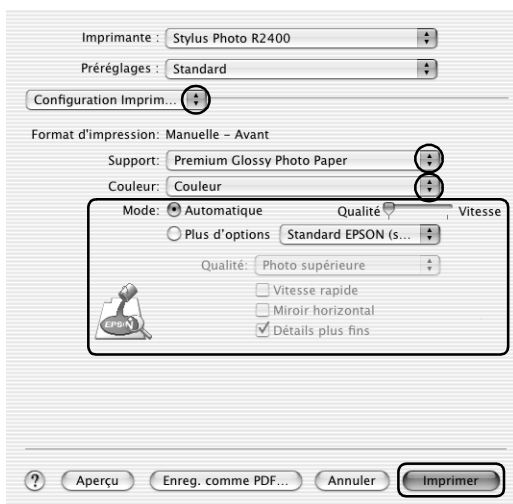 Imprimante : Stylus Photo R2400
Préréglages : Standard
Configuration Imprim...
Format d'impression: Manuelle – Avant
Support: Premium Glossy Photo Paper
Couleur: Couleur
Mode: Automatique Qualité Vitesse
Plus d'options Standard EPSON (s...
Qualité: Photo supérieure
Vitesse rapide
Miroir horizontal
EPSON Détails plus fins
? Aperçu Enreg. comme PDF... Annuler Imprimer